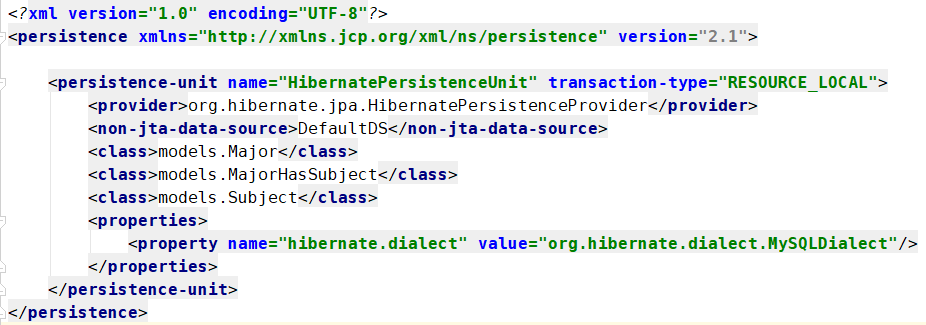 <?xml version="1.0" encoding="UTF-8"?>
<persistence xmlns="http://xmlns.jcp.org/xml/ns/persistence" version="2.1">
<persistence-unit name="HibernatePersistenceUnit" transaction-type="RESOURCE_LOCAL">
<provider>org.hibernate.jpa.HibernatePersistenceProvider</provider>
<non-jta-data-source>DefaultDS</non-jta-data-source>
<class>models.Major</class>
<class>models.MajorHasSubject</class>
<class>models.Subject</class>
<properties>
<property name="hibernate.dialect" value="org.hibernate.dialect.MySQLDialect"/>
</properties>
</persistence-unit>
</persistence>